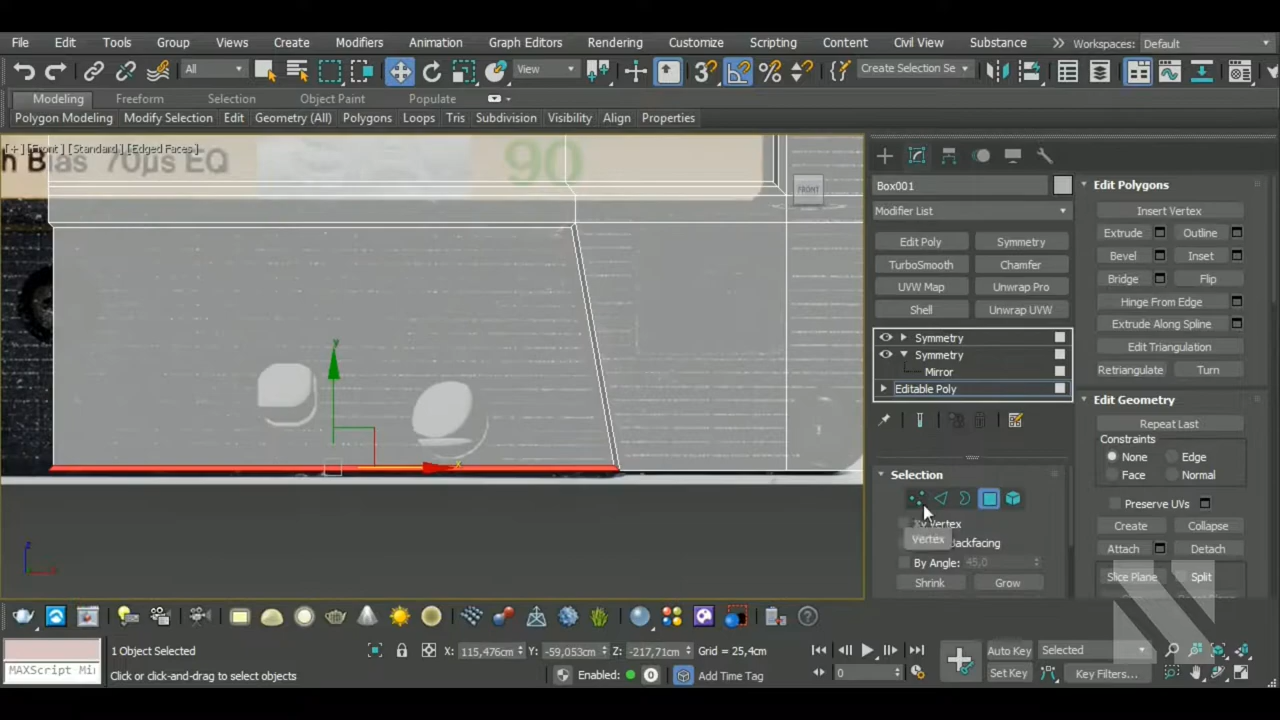 File Edit Tools Group Views Create Modifiers Animation Graph Editors Rendering Customize Scripting Content Civil View Substance Workspaces: Default
All View Create Selection Se
Modeling Freeform Selection Object Paint Populate
Polygon Modeling Modify Selection Edit Geometry (All) Polygons Loops Tris Subdivision Visibility Align Properties
[+] [Front] [Standard] [Edged Faces]
h Bias 70µs EQ 90
FRONT
y
x
z
Box001
Modifier List
Edit Poly Symmetry
TurboSmooth Chamfer
UVW Map Unwrap Pro
Shell Unwrap UVW
Symmetry
Symmetry
Mirror
Editable Poly
Selection
By Vertex
Vertex
Backfacing
By Angle: 45,0
Shrink Grow
Edit Polygons
Insert Vertex
Extrude Outline
Bevel Inset
Bridge Flip
Hinge From Edge
Extrude Along Spline
Edit Triangulation
Retriangulate Turn
Edit Geometry
Repeat Last
Constraints
None Edge
Face Normal
Preserve UVs
Create Collapse
Attach Detach
Slice Plane Split
MAXScript Mi
1 Object Selected
Click or click-and-drag to select objects
X: 115,476cm Y: -59,053cm Z: -217,71cm Grid = 25,4cm
Enabled: 0 Add Time Tag
0
Auto Key Selected
Set Key Key Filters...